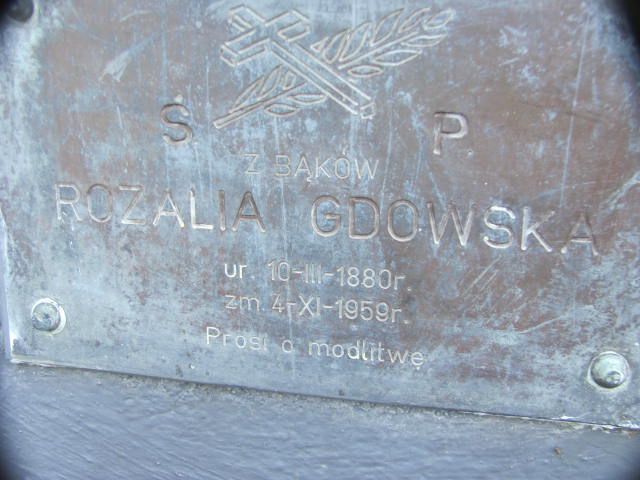 Ś P
Z BĄKÓW
ROZALIA GDOWSKA
ur. 10-III-1880r.
zm. 4-XI-1959r.
Prosi o modlitwę